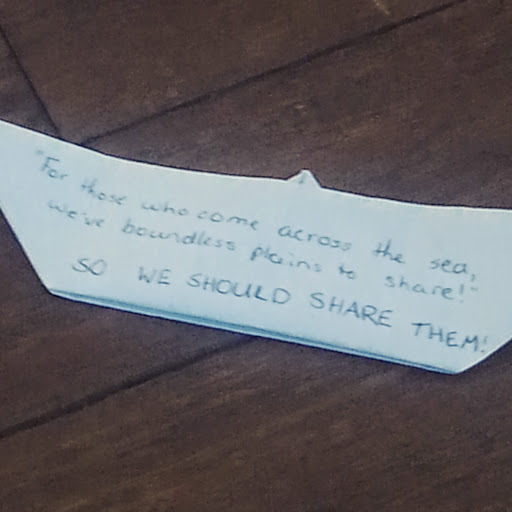 "For those who come across the sea,
we've boundless plains to share!"
SO WE SHOULD SHARE THEM!